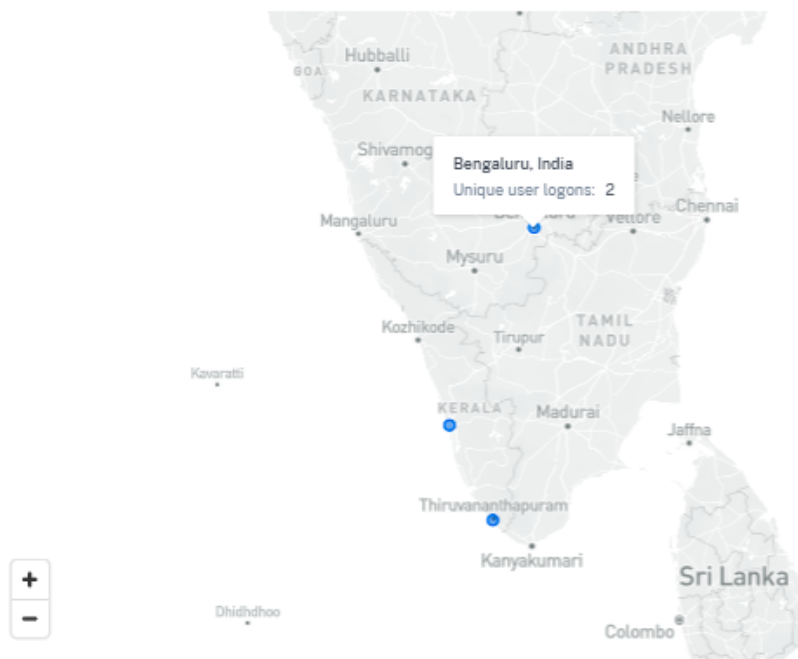 Hubballi
ANDHRA
PRADESH
GOA
KARNATAKA
Nellore
Shivamog
Bengaluru, India
Unique user logons: 2
Chennai
Vellore
Mangaluru
Mysuru
Kozhikode
TAMIL
NADU
Tirupur
Kavaratti
KERALA
Madurai
Jaffna
Thiruvananthapuram
Kanyakumari
+
Sri Lanka
−
Dhidhdhoo
Colombo